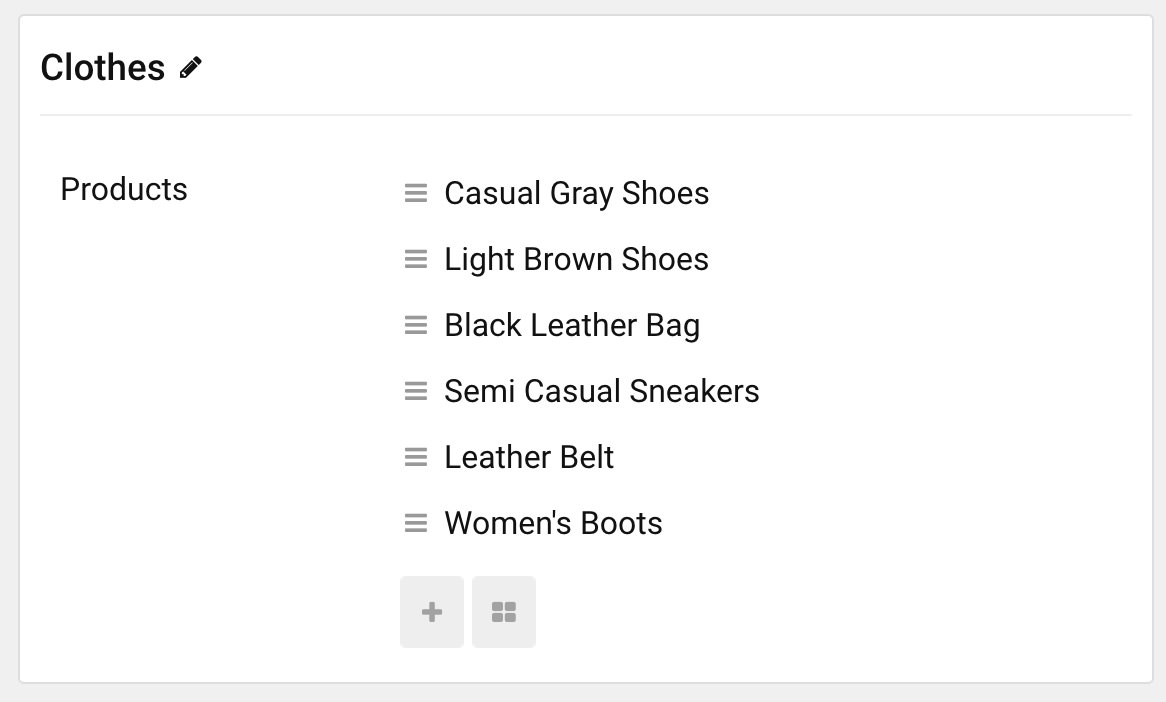 Clothes
Products
Casual Gray Shoes
Light Brown Shoes
Black Leather Bag
Semi Casual Sneakers
Leather Belt
Women's Boots